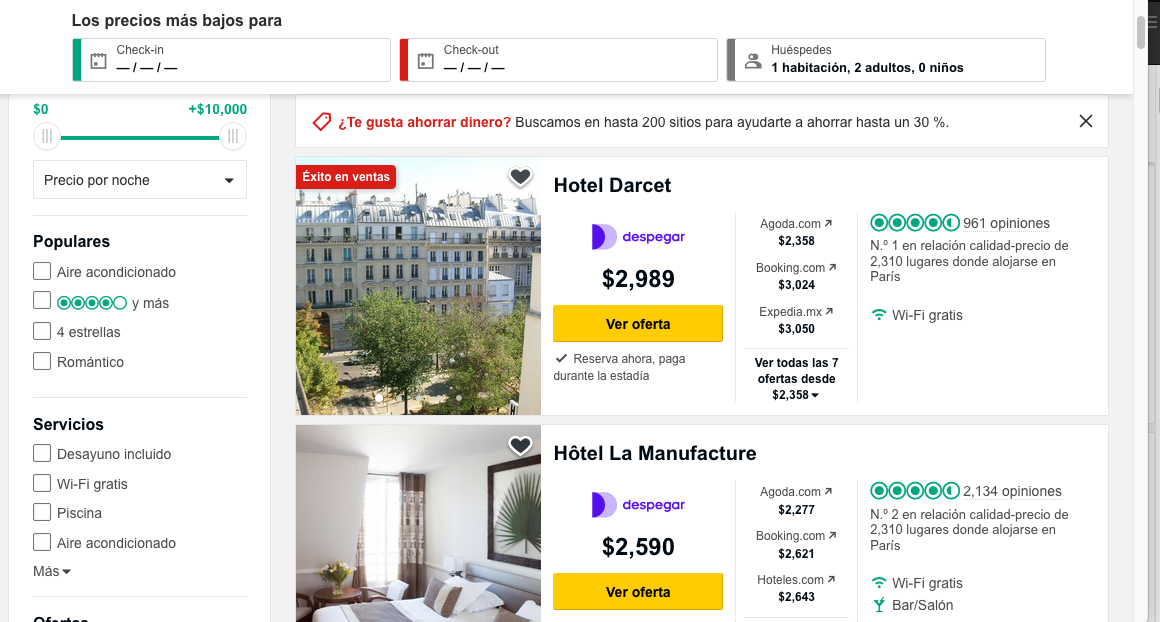 Los precios más bajos para
Check-in
— / — / —
Check-out
— / — / —
Huéspedes
1 habitación, 2 adultos, 0 niños
$0
+$10,000
Precio por noche
Populares
Aire acondicionado
y más
4 estrellas
Romántico
Servicios
Desayuno incluido
Wi-Fi gratis
Piscina
Aire acondicionado
Más
Ofertas
¿Te gusta ahorrar dinero? Buscamos en hasta 200 sitios para ayudarte a ahorrar hasta un 30 %.
Éxito en ventas
Hotel Darcet
despegar
$2,989
Ver oferta
Reserva ahora, paga
durante la estadía
Agoda.com
$2,358
Booking.com
$3,024
Expedia.mx
$3,050
Ver todas las 7
ofertas desde
$2,358
961 opiniones
N.º 1 en relación calidad-precio de
2,310 lugares donde alojarse en
París
Wi-Fi gratis
Hôtel La Manufacture
despegar
$2,590
Ver oferta
Agoda.com
$2,277
Booking.com
$2,621
Hoteles.com
$2,643
2,134 opiniones
N.º 2 en relación calidad-precio de
2,310 lugares donde alojarse en
París
Wi-Fi gratis
Bar/Salón